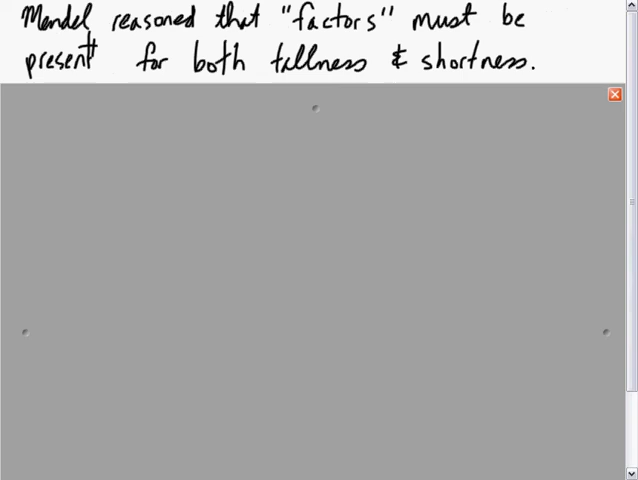 Mendel reasoned that "factors" must be
present for both tallness & shortness.